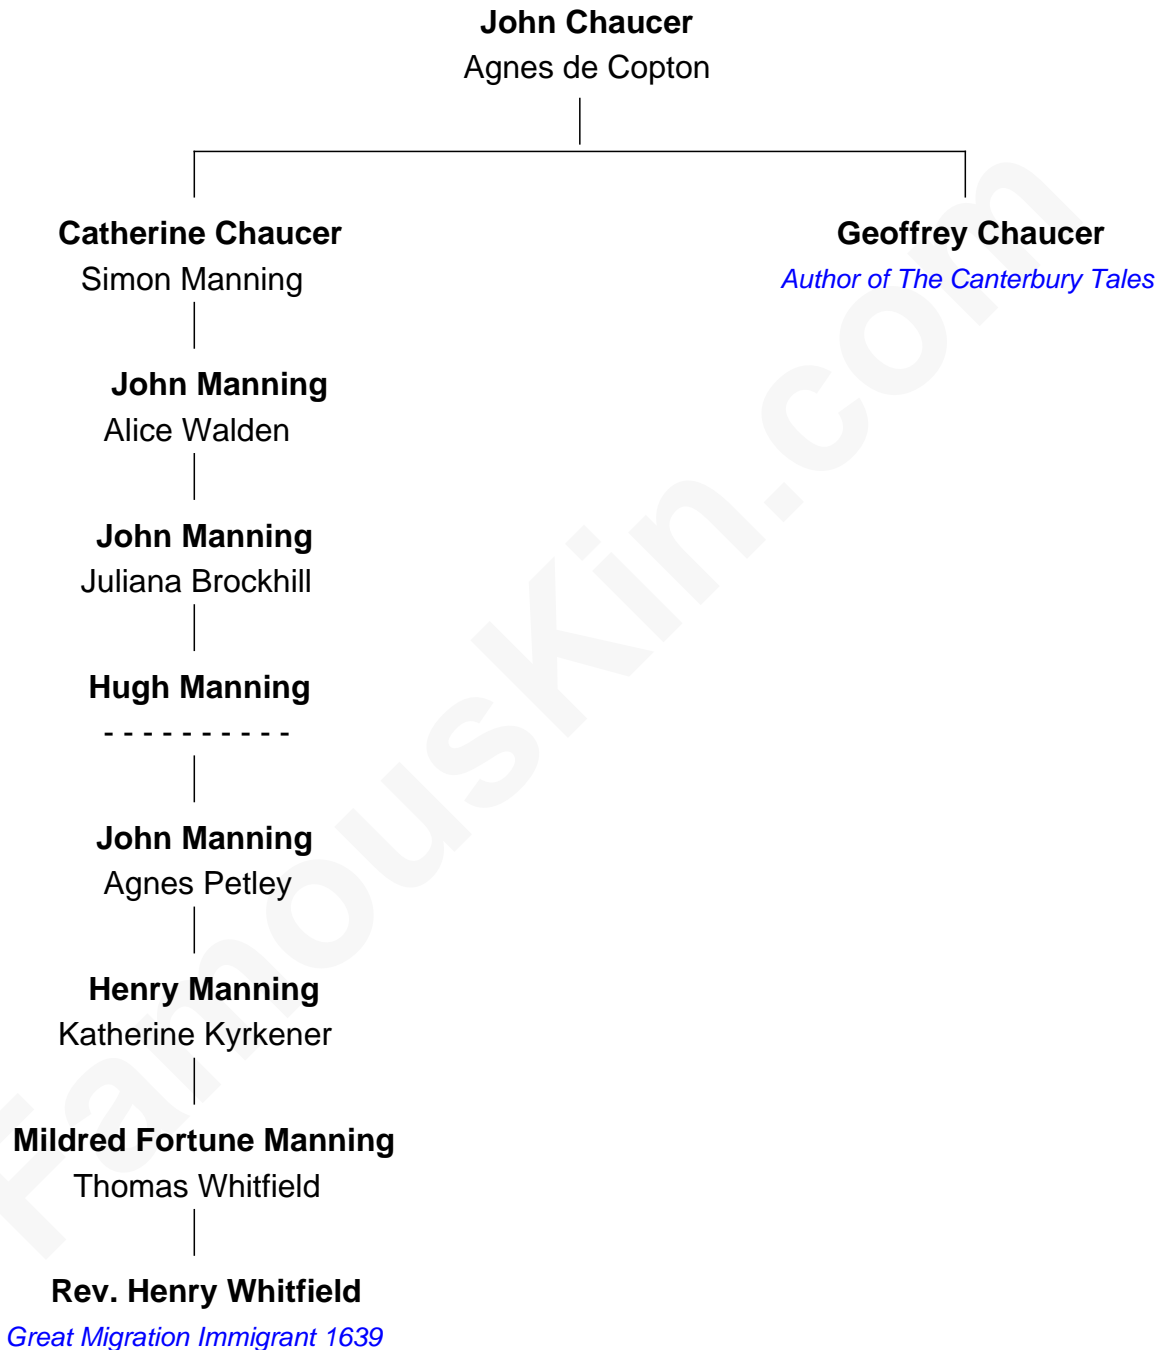 John Chaucer
Agnes de Copton
Catherine Chaucer
Simon Manning
Geoffrey Chaucer
Author of The Canterbury Tales
John Manning
Alice Walden
John Manning
Juliana Brockhill
Hugh Manning
- - - - - - - - - -
John Manning
Agnes Petley
Henry Manning
Katherine Kyrkener
Mildred Fortune Manning
Thomas Whitfield
Rev. Henry Whitfield
Great Migration Immigrant 1639
FamousKin.com